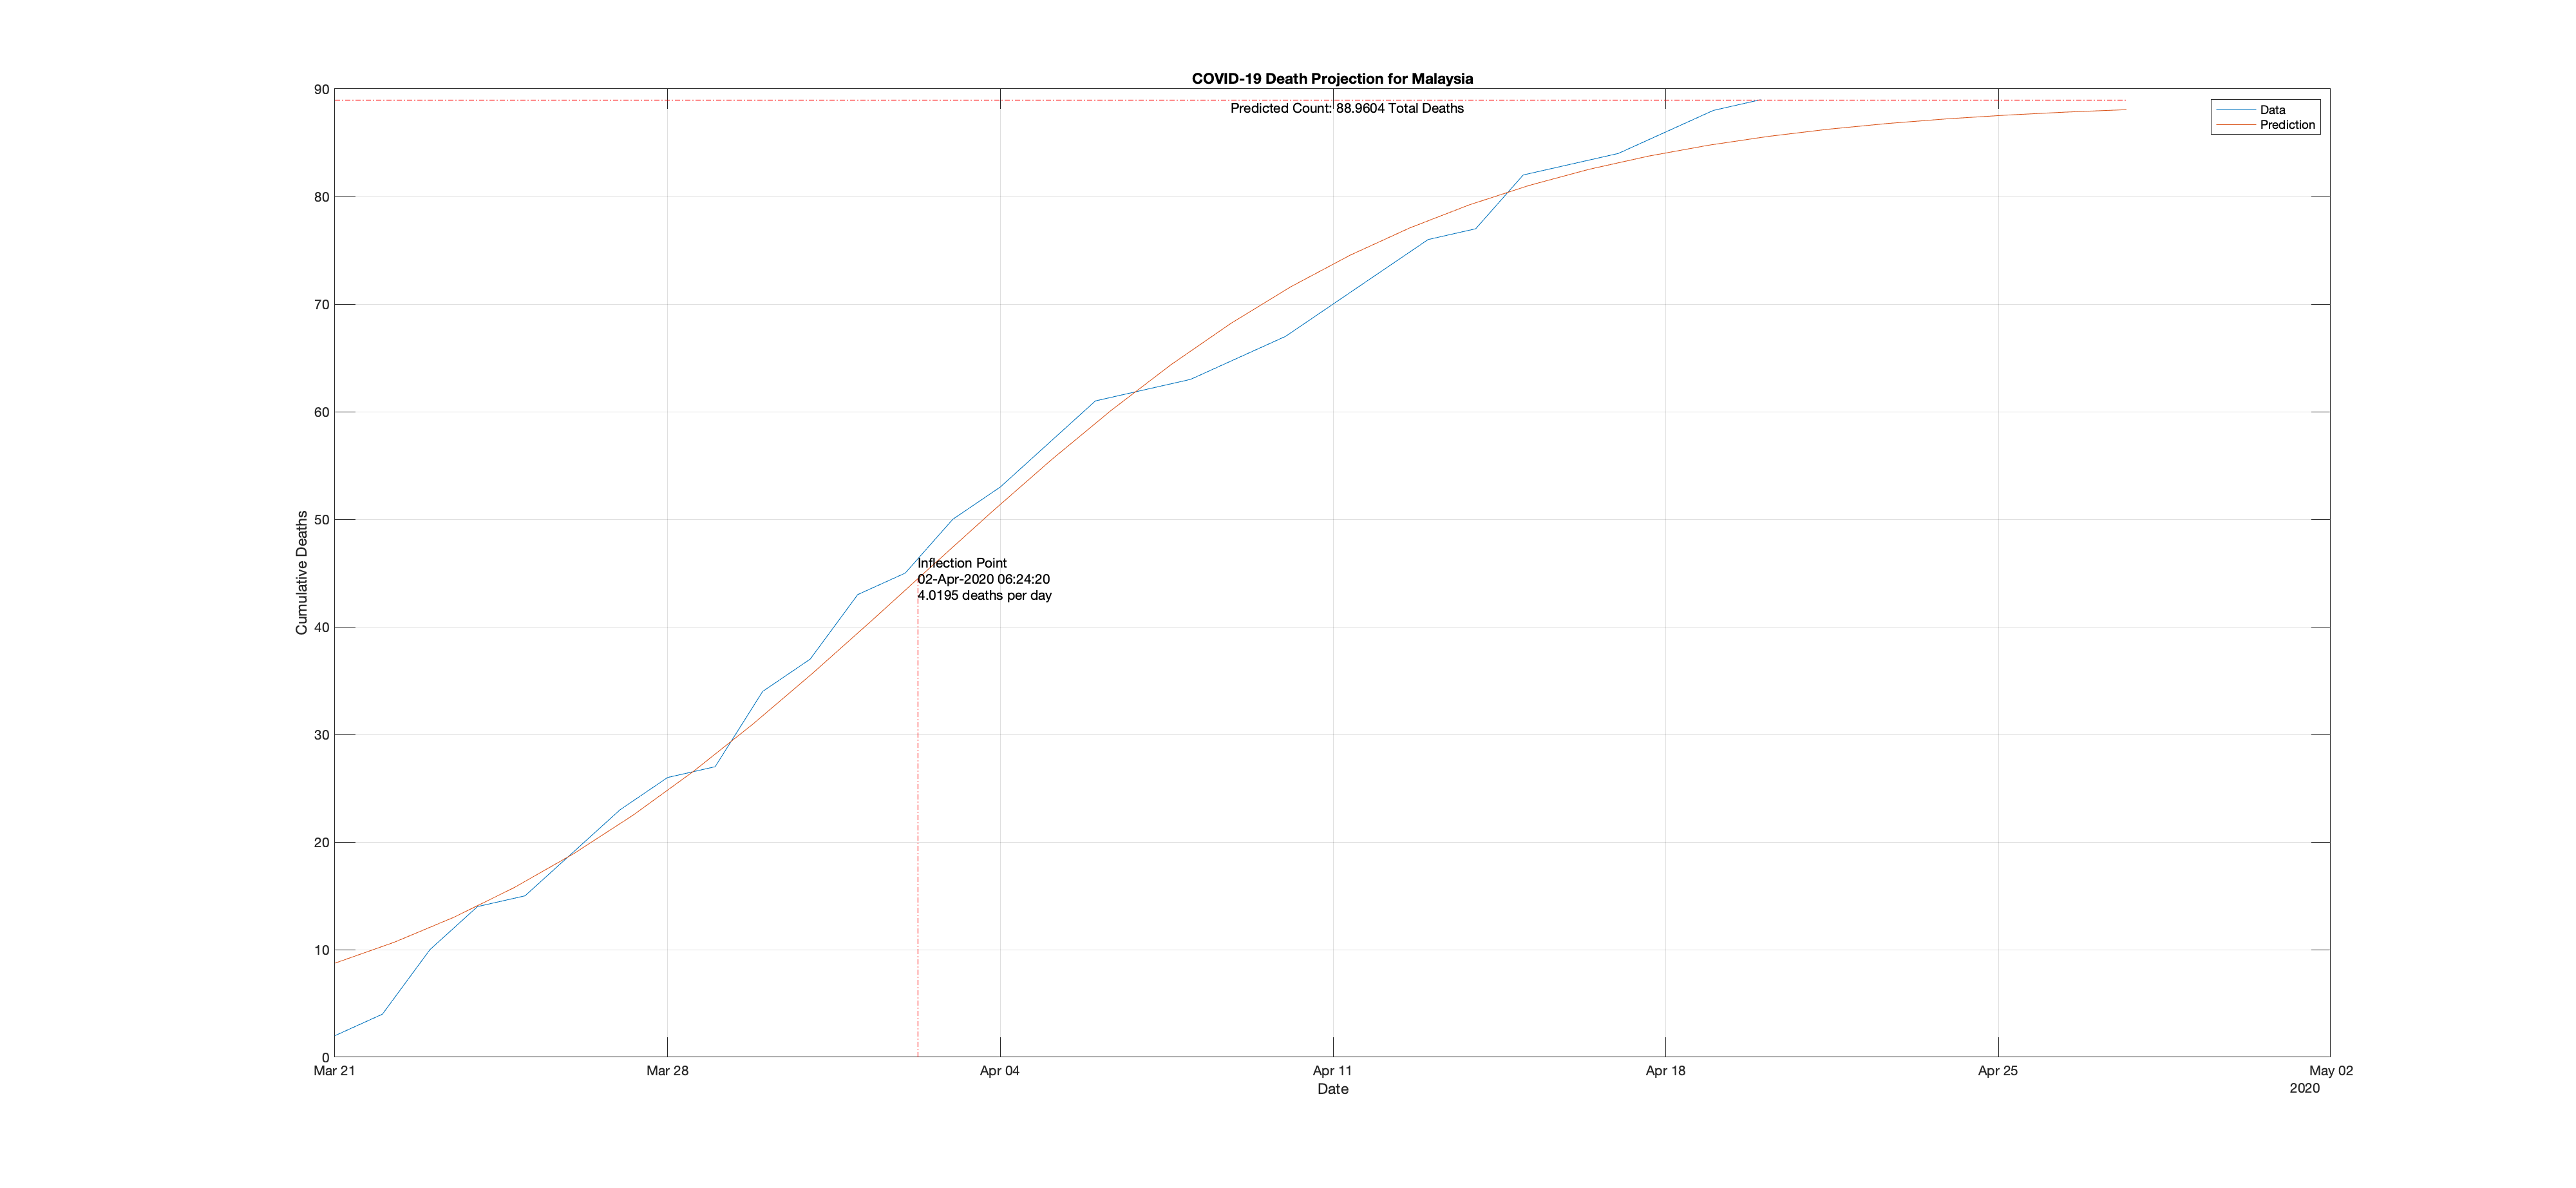 COVID-19 Death Projection for Malaysia
90
Predicted Count: 88.9604 Total Deaths
Data
Prediction
80
70
60
50
Cumulative Deaths
Inflection Point
02-Apr-2020 06:24:20
4.0195 deaths per day
40
30
20
10
0
Mar 21
Mar 28
Apr 04
Apr 11
Apr 18
Apr 25
May 02
Date
2020